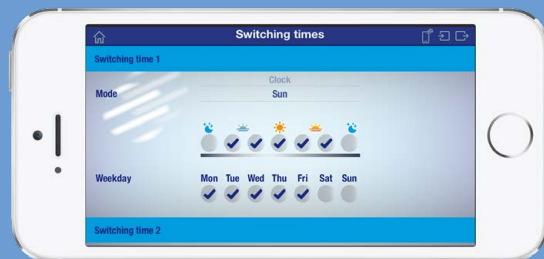 Switching times
Switching time 1
Clock
Mode
Sun
Weekday
Mon Tue Wed Thu Fri Sat Sun
Switching time 2